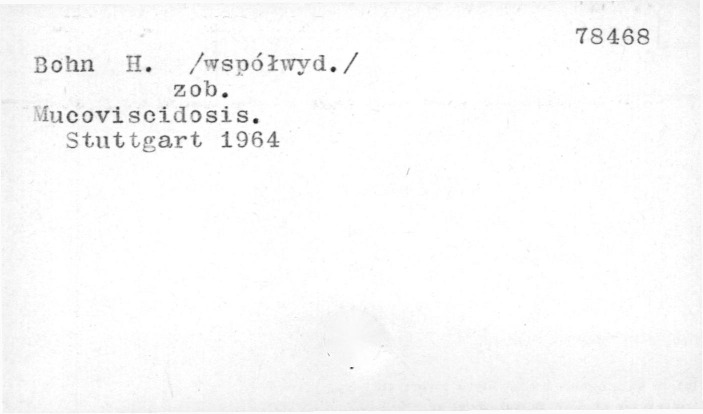 78468
Bohn H. /współwyd./
zob.
Mucoviscidosis.
Stuttgart 1964